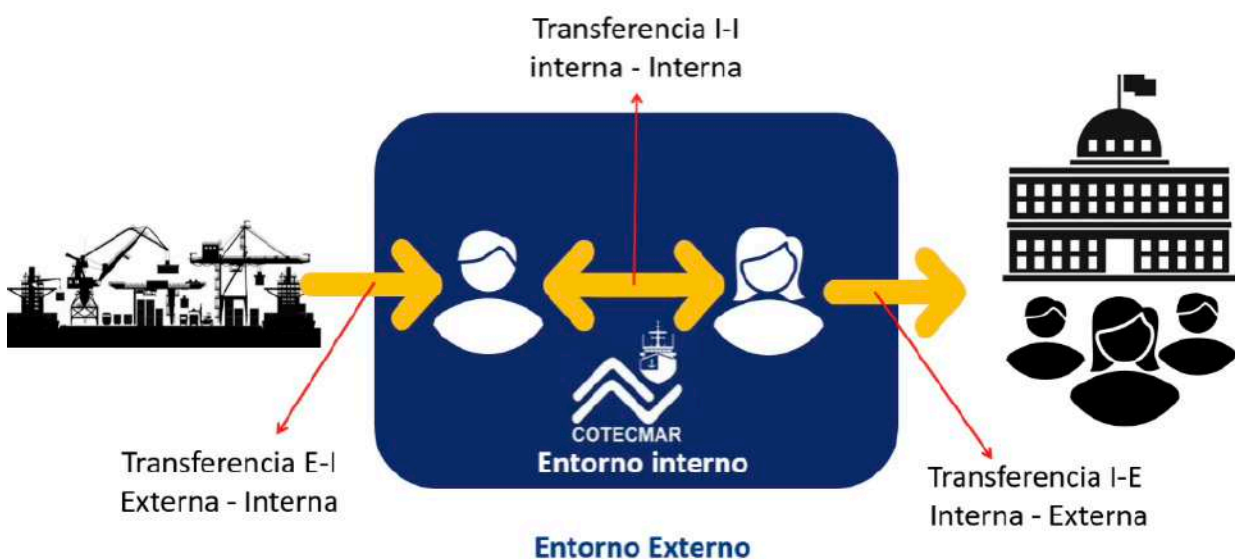 Transferencia I-I
interna - Interna
COTECMAR
Entorno interno
Transferencia E-I
Externa - Interna
Transferencia I-E
Interna - Externa
Entorno Externo